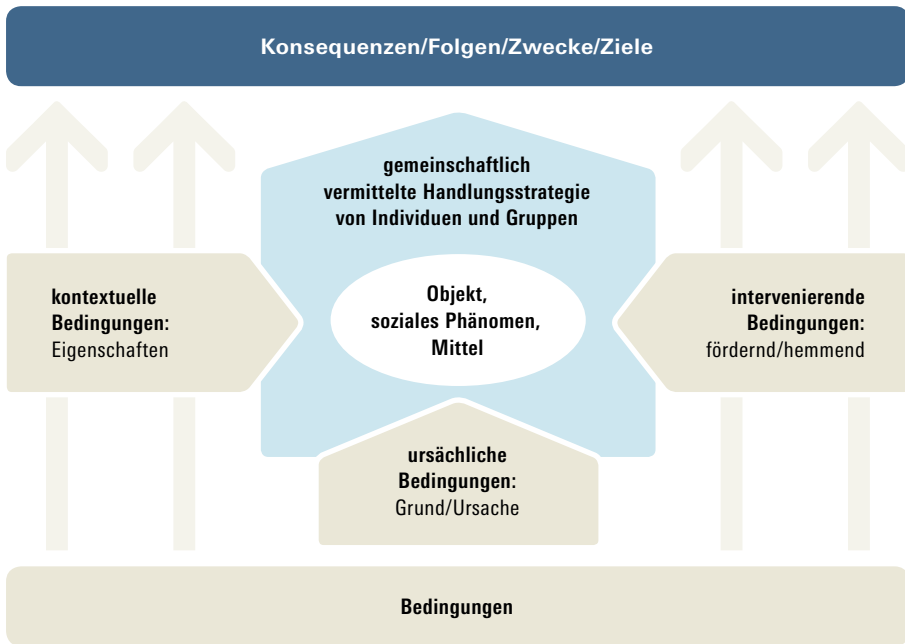 Konsequenzen/Folgen/Zwecke/Ziele
gemeinschaftlich
vermittelte Handlungsstrategie
von Individuen und Gruppen
kontextuelle
Bedingungen:
Eigenschaften
Objekt,
soziales Phänomen,
Mittel
intervenierende
Bedingungen:
fördernd/hemmend
ursächliche
Bedingungen:
Grund/Ursache
Bedingungen